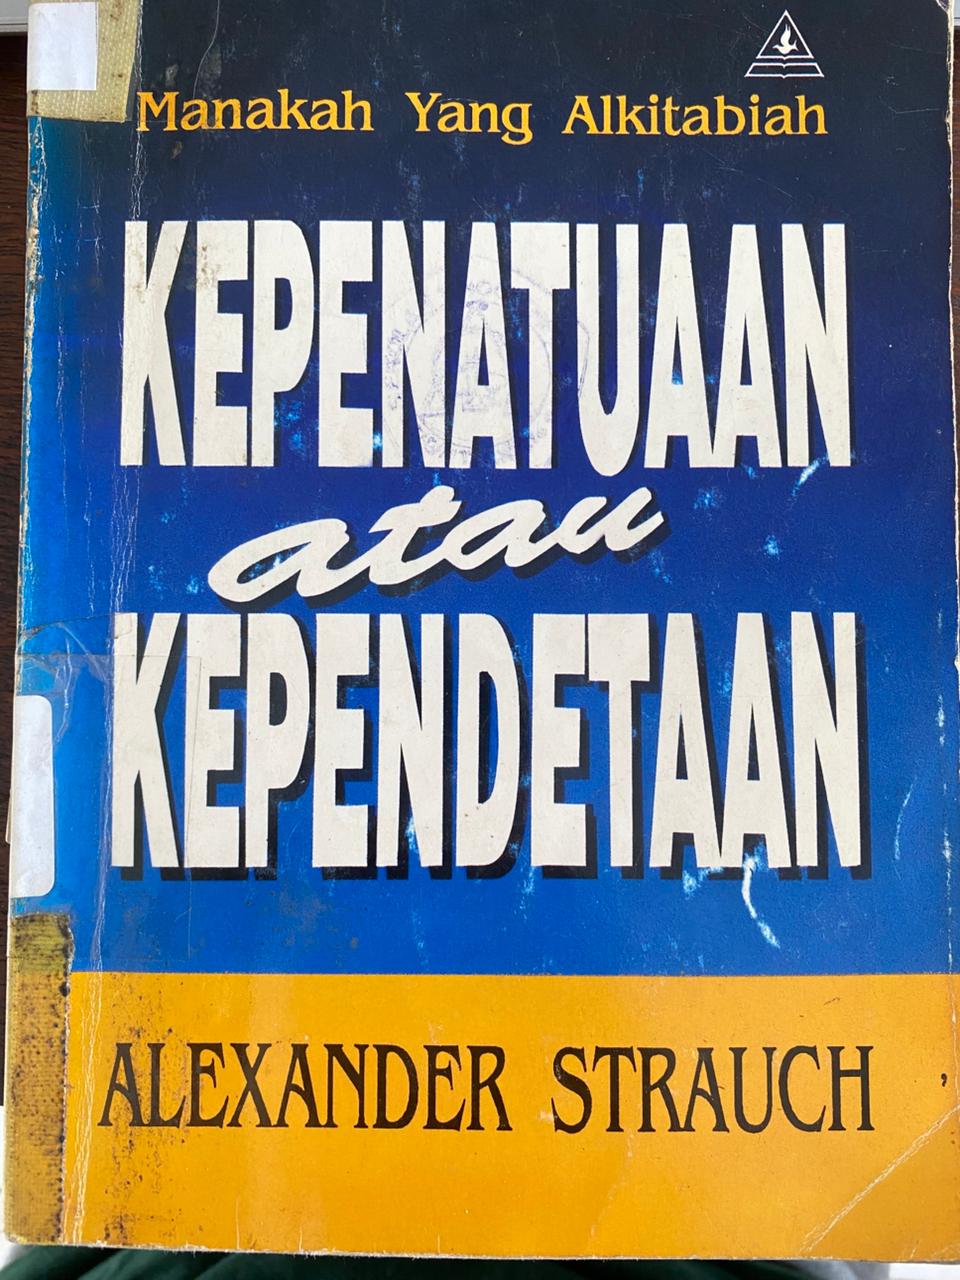 Manakah Yang Alkitabiah
KEPENATUAAN
atau
KEPENDETAAN
ALEXANDER STRAUCH